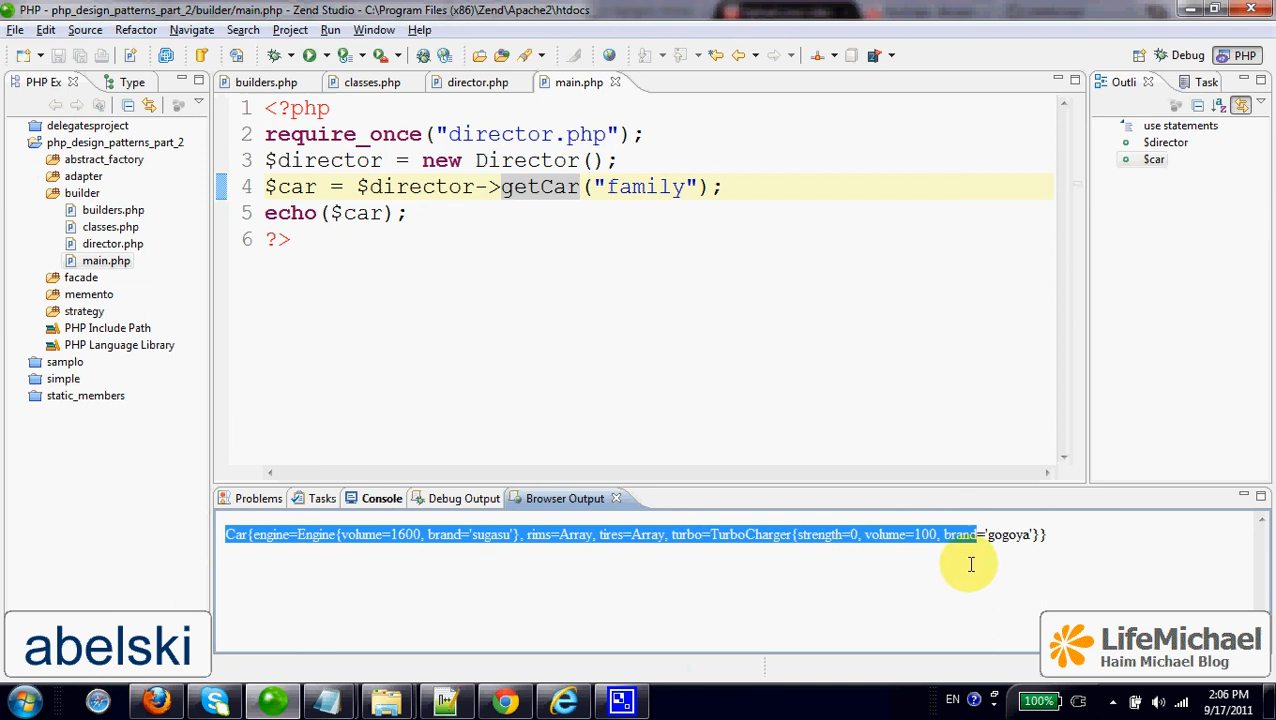 PHP - php_design_patterns_part_2/builder/main.php - Zend Studio - C:\Program Files (x86)\Zend\Apache2\htdocs
File Edit Source Refactor Navigate Search Project Run Window Help
Debug PHP
PHP Ex Type
builders.php classes.php director.php main.php
Outli Task
delegatesproject
php_design_patterns_part_2
abstract_factory
adapter
builder
builders.php
classes.php
director.php
main.php
facade
memento
strategy
PHP Include Path
PHP Language Library
samplo
simple
static_members
1 <?php
2 require_once("director.php");
3 $director = new Director();
4 $car = $director->getCar("family");
5 echo($car);
6 ?>
use statements
$director
$car
Problems Tasks Console Debug Output Browser Output
Car{engine=Engine{volume=1600, brand='sugasu'}, rims=Array, tires=Array, turbo=TurboCharger{strength=0, volume=100, brand='gogoya'}}
abelski
LifeMichael
Haim Michael Blog
EN
100%
2:06 PM
9/17/2011